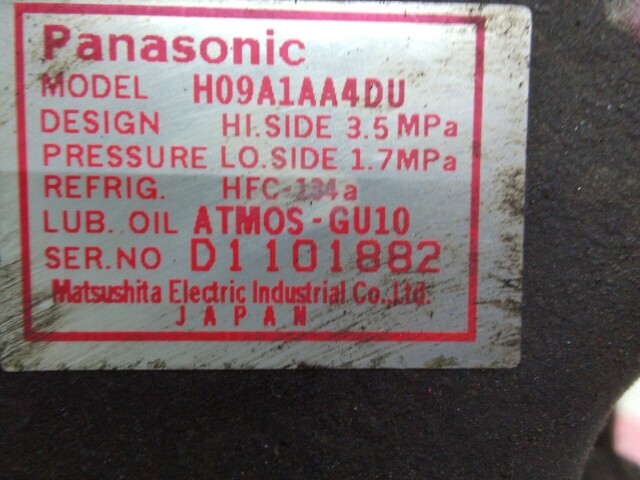 Panasonic
MODEL H09A1AA4DU
DESIGN HI.SIDE 3.5 MPa
PRESSURE LO.SIDE 1.7MPa
REFRIG. HFC-134a
LUB. OIL ATMOS-GU10
SER.NO D1101882
Matsushita Electric Industrial Co.,Ltd.
JAPAN